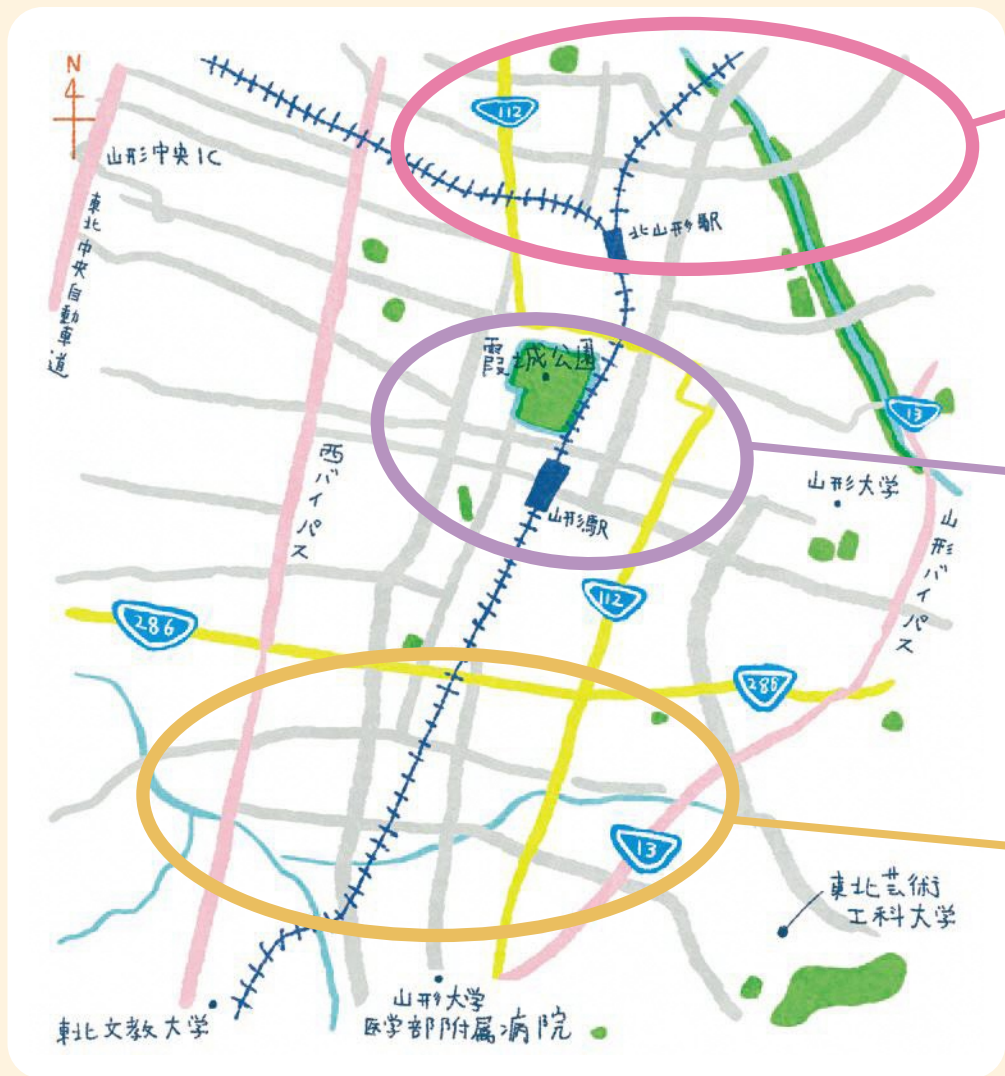 N
112
山形中央IC
北山形駅
東北中央自動車道
霞城公園
13
西バイパス
山形大学
山形駅
山形バイパス
112
286
286
13
東北芸術
工科大学
山形大学
医学部附属病院
東北文教大学